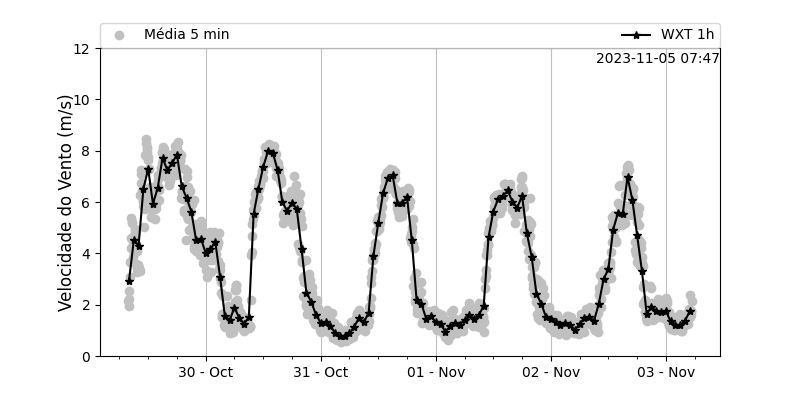 Média 5 min
WXT 1h
2023-11-05 07:47
Velocidade do Vento (m/s)
12
10
8
6
4
2
0
30 - Oct
31 - Oct
01 - Nov
02 - Nov
03 - Nov